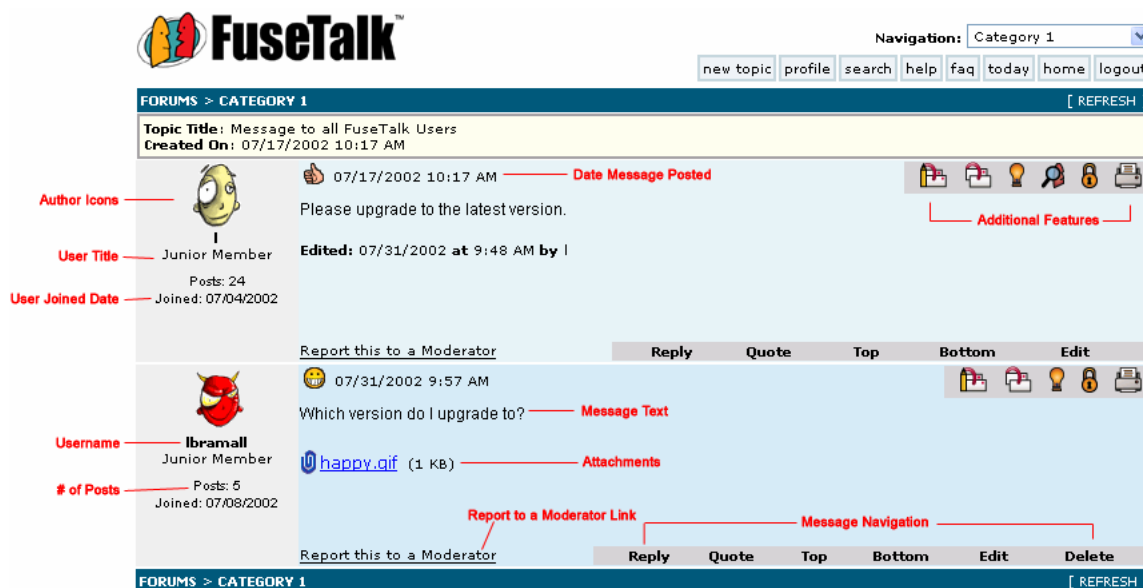 FuseTalk™
Navigation: Category 1
new topic profile search help faq today home logout
FORUMS > CATEGORY 1 [ REFRESH
Topic Title: Message to all FuseTalk Users
Created On: 07/17/2002 10:17 AM
07/17/2002 10:17 AM Date Message Posted
Author Icons
Please upgrade to the latest version.
Additional Features
l
User Title Junior Member
Edited: 07/31/2002 at 9:48 AM by l
Posts: 24
User Joined Date Joined: 07/04/2002
Report this to a Moderator Reply Quote Top Bottom Edit
07/31/2002 9:57 AM
Which version do I upgrade to? Message Text
Username lbramall
Junior Member
happy.gif (1 KB) Attachments
# of Posts Posts: 5
Joined: 07/08/2002
Report to a Moderator Link Message Navigation
Report this to a Moderator Reply Quote Top Bottom Edit Delete
FORUMS > CATEGORY 1 [ REFRESH